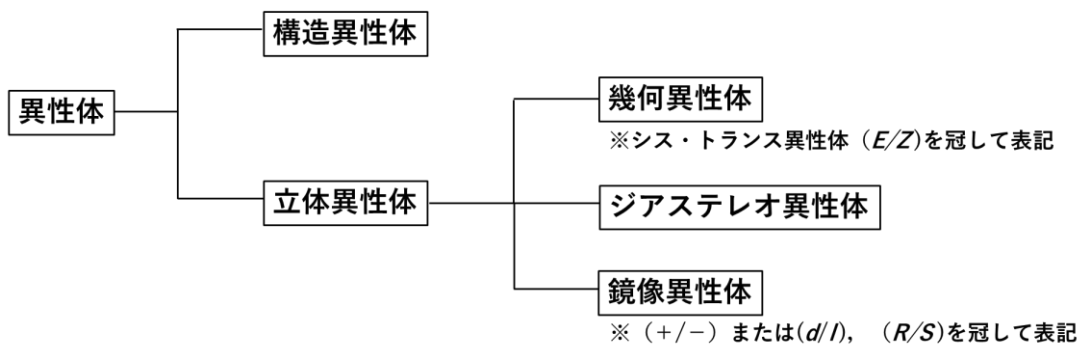 異性体
構造異性体
立体異性体
幾何異性体
※シス・トランス異性体（E/Z)を冠して表記
ジアステレオ異性体
鏡像異性体
※（+/−）または(d/l)，（R/S)を冠して表記